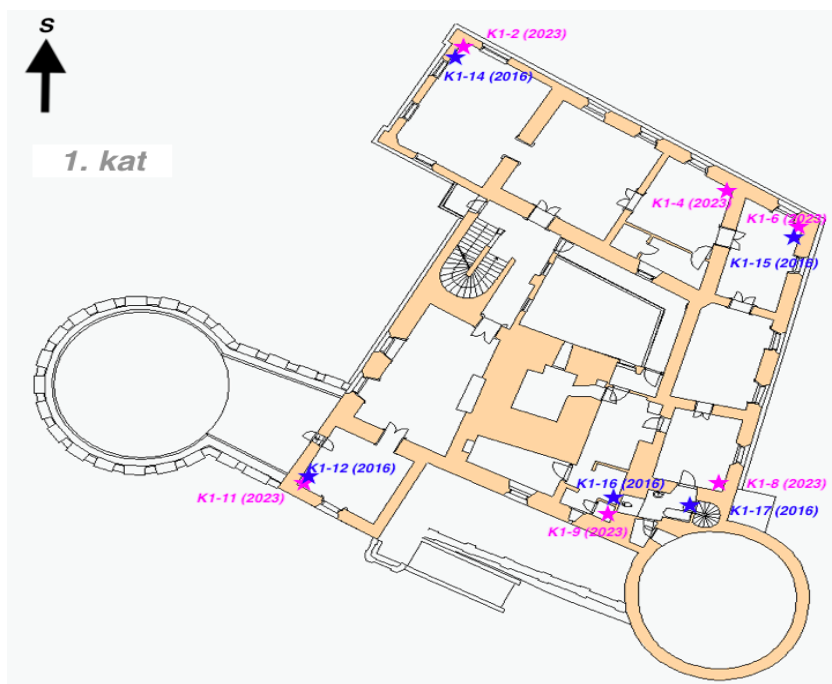 S
K1-2 (2023)
K1-14 (2016)
1. kat
K1-4 (2023)
K1-6 (2023)
K1-15 (2016)
K1-12 (2016)
K1-11 (2023)
K1-16 (2016)
K1-8 (2023)
K1-17 (2016)
K1-9 (2023)